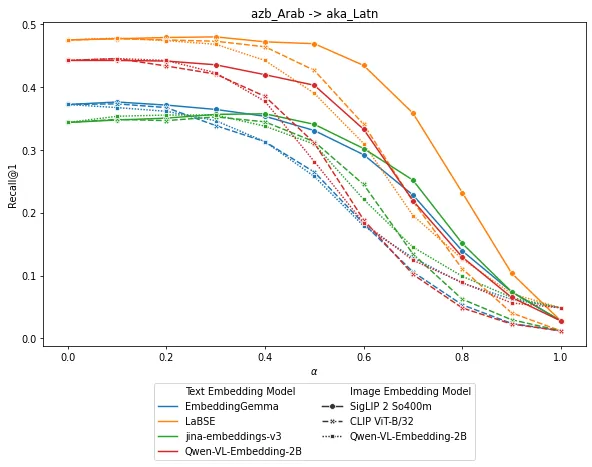 azb_Arab -> aka_Latn
Recall@1
0.5
0.4
0.3
0.2
0.1
0.0
0.0 0.2 0.4 0.6 0.8 1.0
α
Text Embedding Model Image Embedding Model
EmbeddingGemma SigLIP 2 So400m
LaBSE CLIP ViT-B/32
jina-embeddings-v3 Qwen-VL-Embedding-2B
Qwen-VL-Embedding-2B